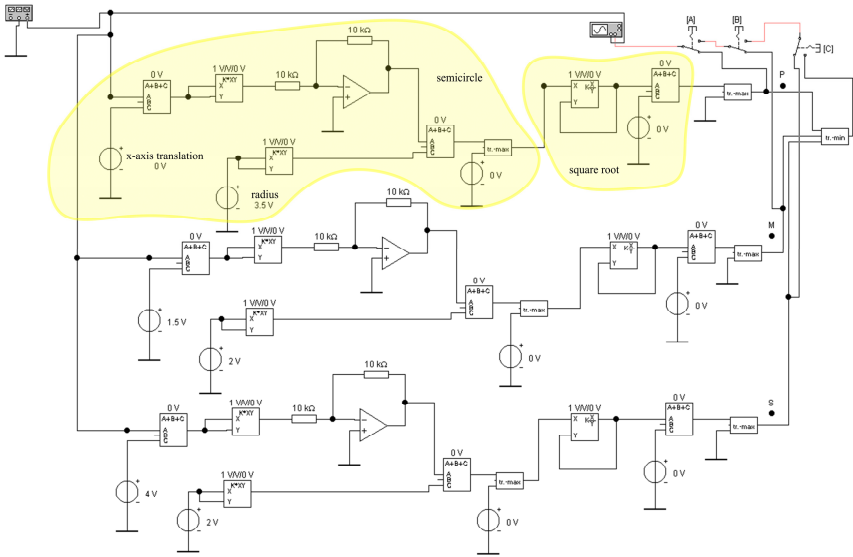 [A] [B]
[C]
10 kΩ
0 V
1 V/V/0 V
10 kΩ
semicircle
A+B+C
A
B
C
K*XY
X
Y
0 V
1 V/V/0 V
A+B+C
A
B
C
X
Y
P
tr.-max
tr.-min
x-axis translation
0 V
1 V/V/0 V
K*XY
X
Y
0 V
A+B+C
A
B
C
tr.-max
0 V
0 V
square root
radius
3.5 V
10 kΩ
0 V
1 V/V/0 V
10 kΩ
A+B+C
A
B
C
K*XY
X
Y
1 V/V/0 V
0 V
M
X
Y
A+B+C
A
B
C
tr.-max
1.5 V
1 V/V/0 V
K*XY
X
Y
0 V
A+B+C
A
B
C
tr.-max
0 V
2 V
0 V
10 kΩ
0 V
1 V/V/0 V
10 kΩ
A+B+C
A
B
C
K*XY
X
Y
1 V/V/0 V
0 V
S
X
Y
A+B+C
A
B
C
tr.-max
4 V
1 V/V/0 V
K*XY
X
Y
0 V
A+B+C
A
B
C
tr.-max
0 V
2 V
0 V